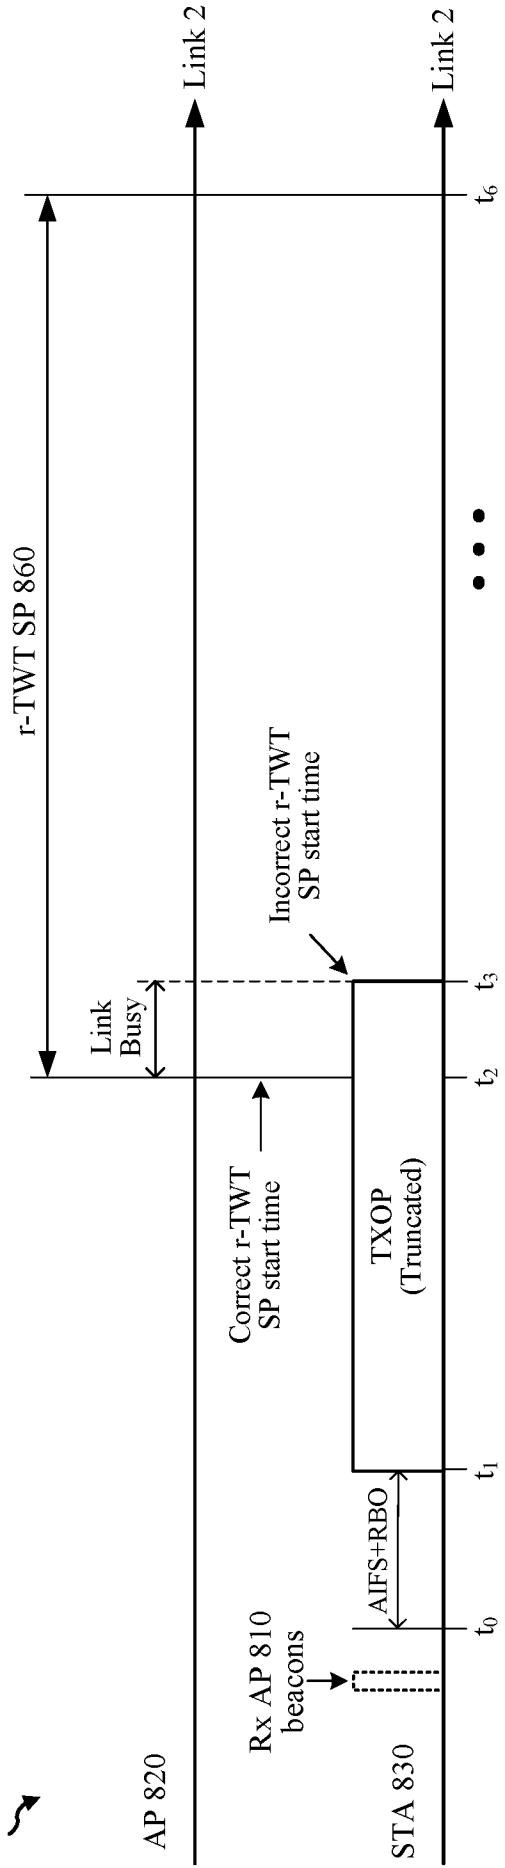 r-TWT SP 860
Link
Busy
AP 820
Link 2
Correct r-TWT
SP start time
Incorrect r-TWT
SP start time
Rx AP 810
beacons
AIFS+RBO
TXOP
(Truncated)
STA 830
Link 2
t0
t1
t2
t3
t6